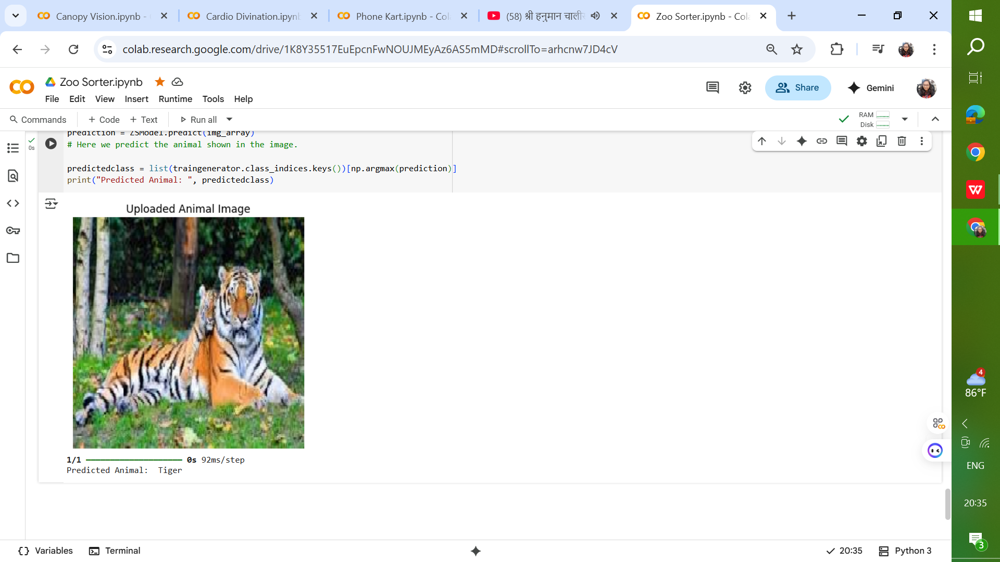 Canopy Vision.ipynb -
Cardio Divination.ipynb
Phone Kart.ipynb - Col
(58) श्री हनुमान चालीस
Zoo Sorter.ipynb - Col
colab.research.google.com/drive/1K8Y35517EuEpcnFwNOUJMEyAz6AS5mMD#scrollTo=arhcnw7JD4cV
Zoo Sorter.ipynb
File Edit View Insert Runtime Tools Help
Share
Gemini
Commands + Code + Text Run all
RAM
Disk
prediction = ZSModel.predict(img_array)
0s
# Here we predict the animal shown in the image.
predictedclass = list(traingenerator.class_indices.keys())[np.argmax(prediction)]
print("Predicted Animal: ", predictedclass)
Uploaded Animal Image
1/1 ━━━━━━━━━━━━━━━━━━━━ 0s 92ms/step
Predicted Animal:  Tiger
Variables Terminal
20:35 Python 3
4
86°F
ENG
20:35
3